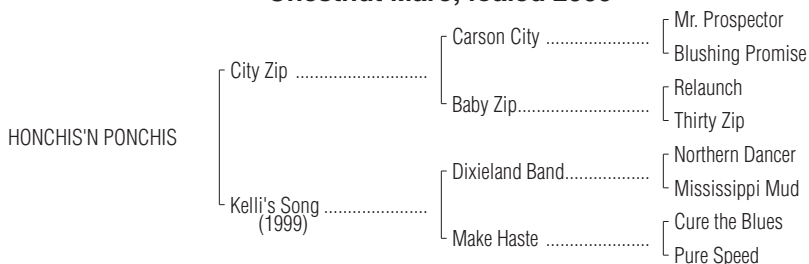 Chestnut Mare; foaled
Mr. Prospector
Carson City ......................
Blushing Promise
City Zip ............................
Relaunch
Baby Zip............................
Thirty Zip
HONCHIS'N PONCHIS
Northern Dancer
Dixieland Band..................
Mississippi Mud
Kelli's Song ......................
(1999)
Cure the Blues
Make Haste ......................
Pure Speed